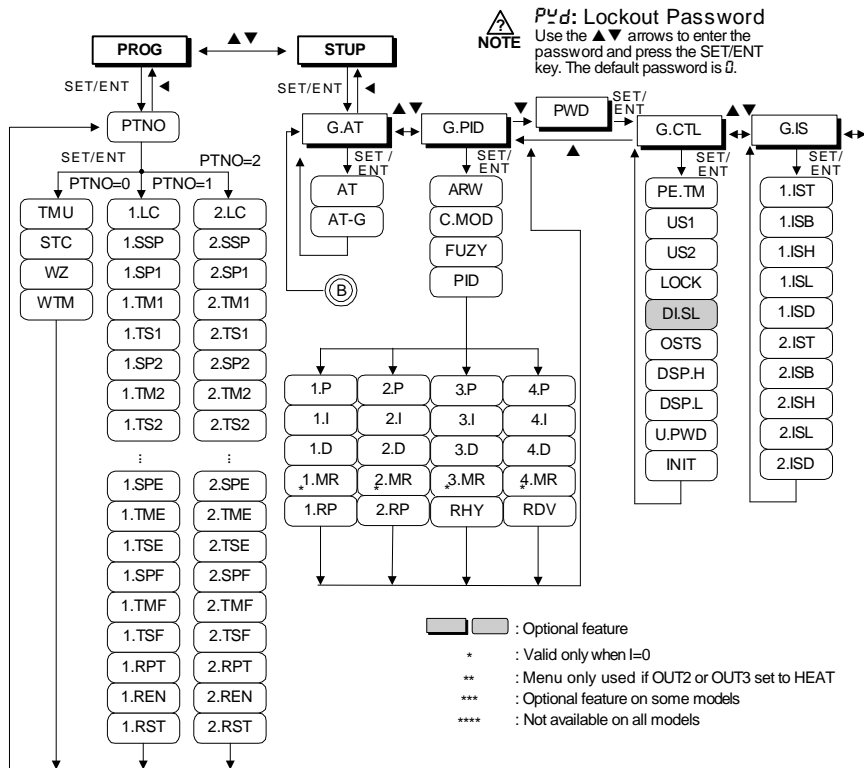 PROG
▲▼
STUP
?
NOTE
PYd: Lockout Password
Use the ▲▼ arrows to enter the
password and press the SET/ENT
key. The default password is 0.
SET/ENT
◀
SET/ENT
◀
PTNO
SET/ENT
PTNO=0
PTNO=1
PTNO=2
TMU
STC
WZ
WTM
1.LC
1.SSP
1.SP1
1.TM1
1.TS1
1.SP2
1.TM2
1.TS2
...
1.SPE
1.TME
1.TSE
1.SPF
1.TMF
1.TSF
1.RPT
1.REN
1.RST
2.LC
2.SSP
2.SP1
2.TM1
2.TS1
2.SP2
2.TM2
2.TS2
...
2.SPE
2.TME
2.TSE
2.SPF
2.TMF
2.TSF
2.RPT
2.REN
2.RST
G.AT
▲▼
SET/
ENT
AT
AT-G
B
G.PID
▼
SET/
ENT
ARW
C.MOD
FUZY
PID
1.P
1.I
1.D
*1.MR
1.RP
2.P
2.I
2.D
*2.MR
2.RP
3.P
3.I
3.D
*3.MR
RHY
4.P
4.I
4.D
*4.MR
RDV
PWD
SET/
ENT
▲
G.CTL
▲▼
SET/
ENT
PE.TM
US1
US2
LOCK
DI.SL
OSTS
DSP.H
DSP.L
U.PWD
INIT
G.IS
SET/
ENT
1.IST
1.ISB
1.ISH
1.ISL
1.ISD
2.IST
2.ISB
2.ISH
2.ISL
2.ISD
: Optional feature
* : Valid only when I=0
** : Menu only used if OUT2 or OUT3 set to HEAT
*** : Optional feature on some models
**** : Not available on all models